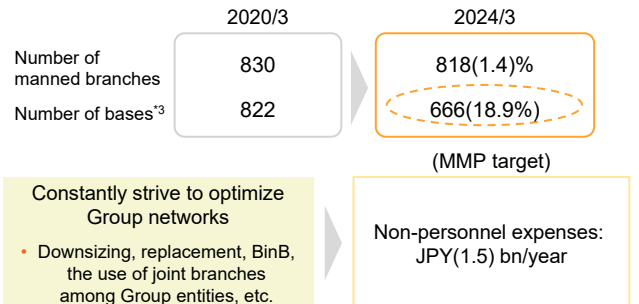 2020/3 2024/3
Number of
manned branches 830 818(1.4)%
Number of bases*3 822 666(18.9%)
(MMP target)
Constantly strive to optimize
Group networks
• Downsizing, replacement, BinB,
the use of joint branches
among Group entities, etc.
Non-personnel expenses:
JPY(1.5) bn/year